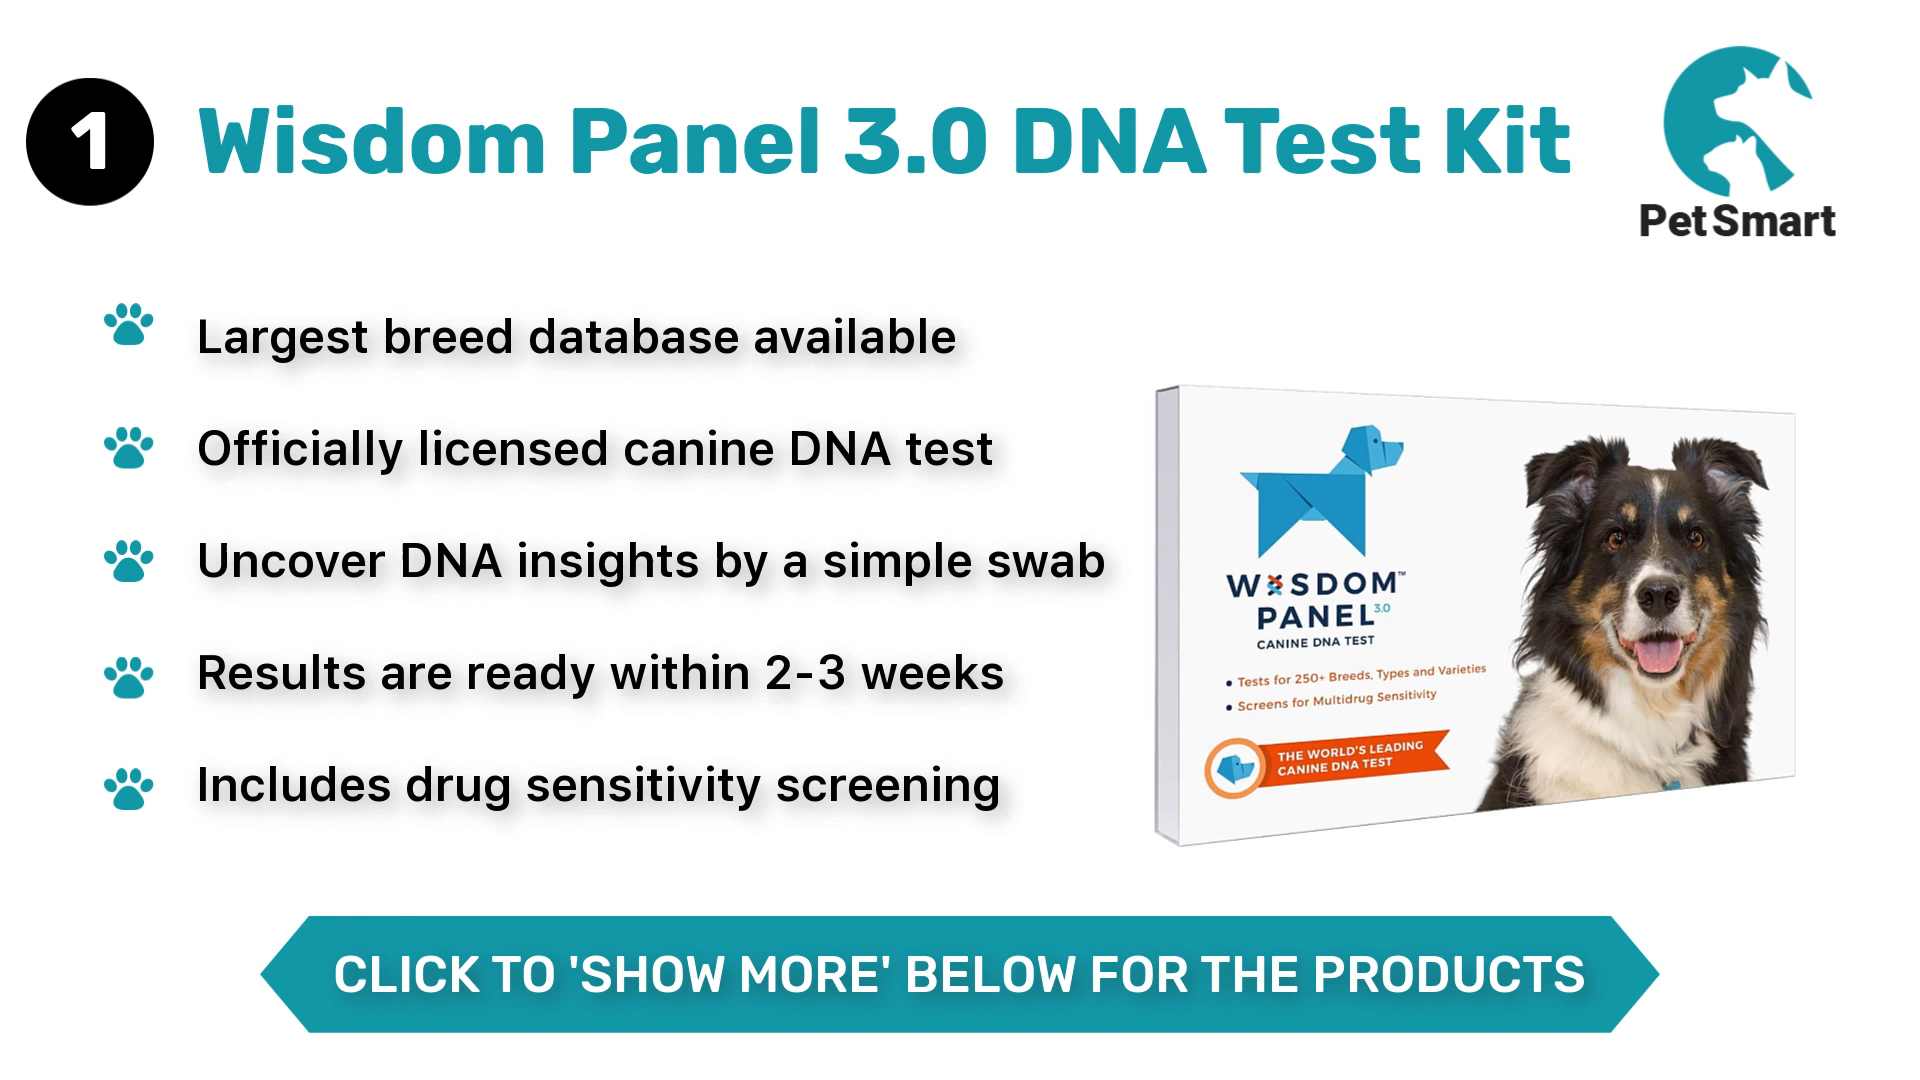 1
Wisdom Panel 3.0 DNA Test Kit
PetSmart
Largest breed database available
Officially licensed canine DNA test
Uncover DNA insights by a simple swab
Results are ready within 2-3 weeks
Includes drug sensitivity screening
WISDOM™
PANEL 3.0
CANINE DNA TEST
• Tests for 250+ Breeds, Types and Varieties
• Screens for Multidrug Sensitivity
THE WORLD'S LEADING
CANINE DNA TEST
CLICK TO 'SHOW MORE' BELOW FOR THE PRODUCTS